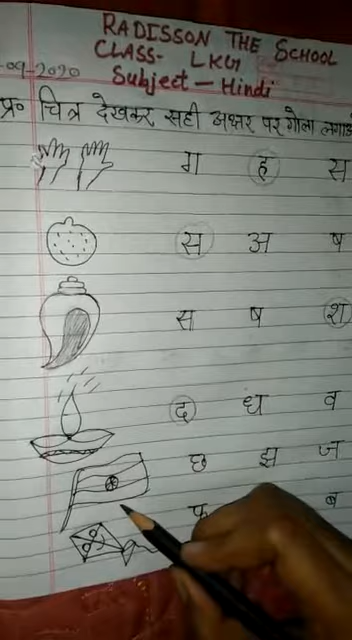 RADISSON THE SCHOOL
-09-2020 CLASS- LKG
Subject - Hindi
प्र० चित्र देखकर सही अक्षर पर गोला लगाओ
ग ह स
स अ ष
स ष श
द ध व
छ झ ज
ब